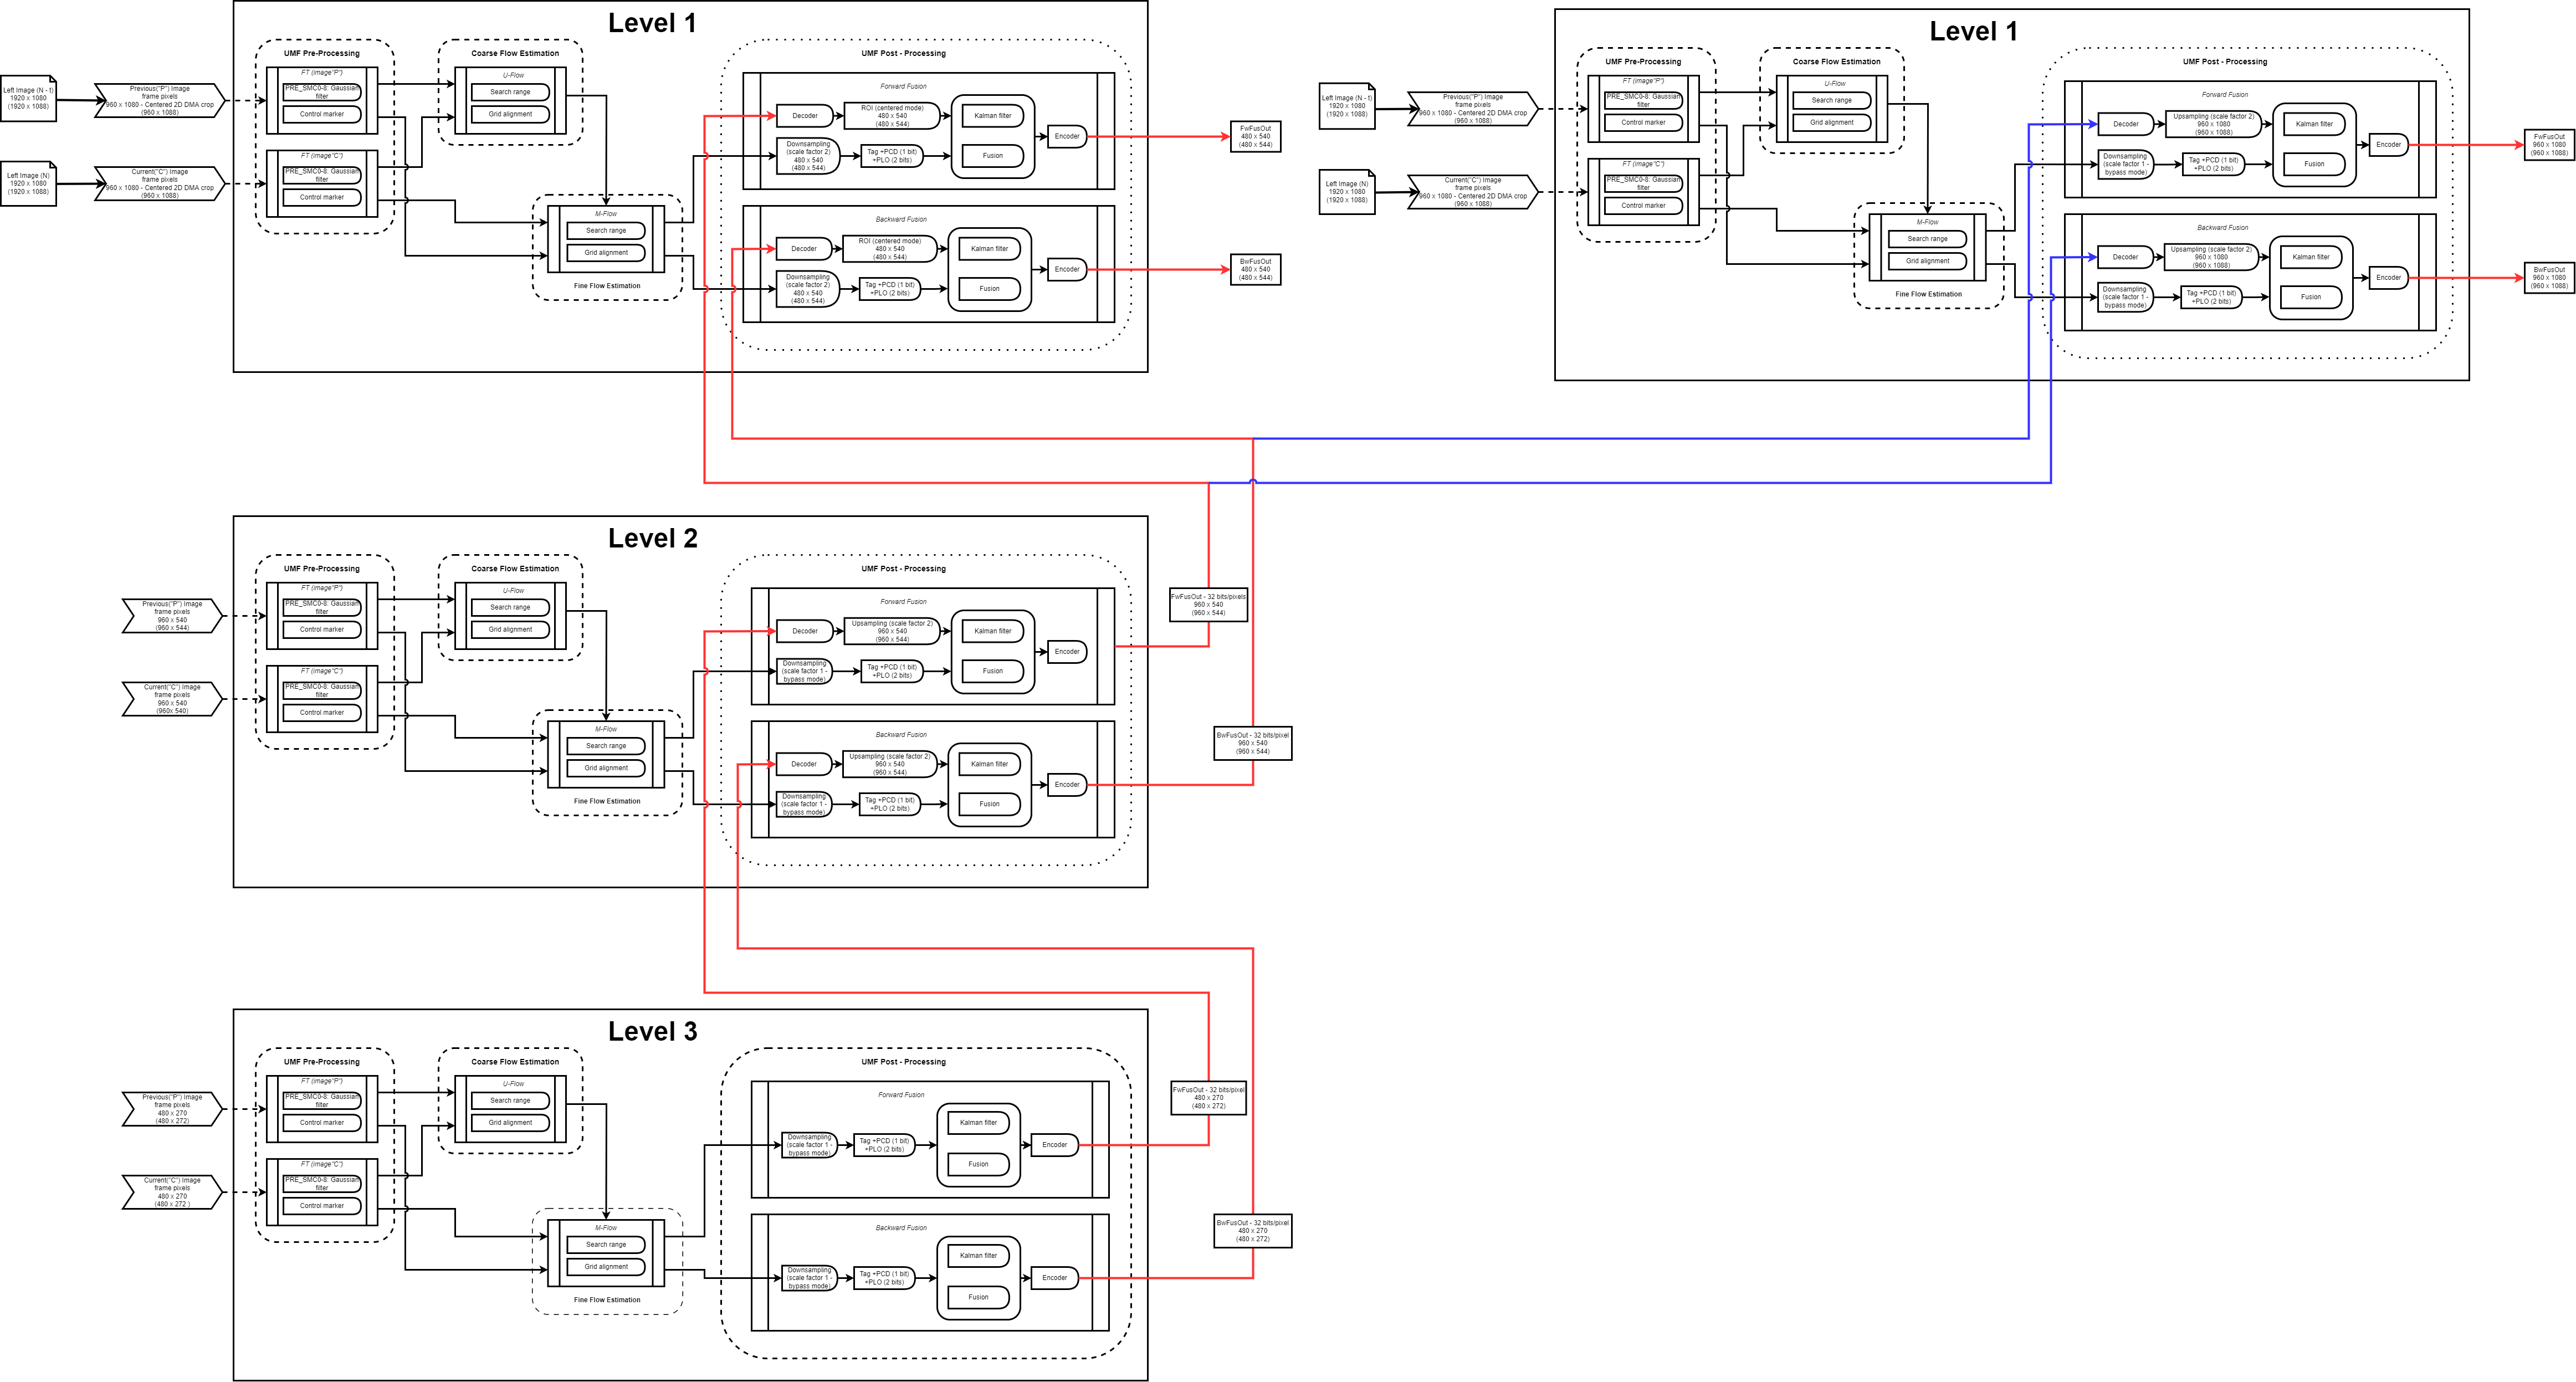 Level 1
Left Image (N - t)
1920 x 1080
(1920 x 1088)
Left Image (N)
1920 x 1080
(1920 x 1088)
Previous("P") Image
frame pixels
960 x 1080 - Centered 2D DMA crop
(960 x 1088)
Current("C") Image
frame pixels
960 x 1080 - Centered 2D DMA crop
(960 x 1088)
UMF Pre-Processing
FT (image"P")
PRE_SMC0-8: Gaussian
filter
Control marker
FT (image"C")
PRE_SMC0-8: Gaussian
filter
Control marker
Coarse Flow Estimation
U-Flow
Search range
Grid alignment
M-Flow
Search range
Grid alignment
Fine Flow Estimation
UMF Post - Processing
Forward Fusion
Decoder
ROI (centered mode)
480 x 540
(480 x 544)
Downsampling
(scale factor 2)
480 x 540
(480 x 544)
Tag +PCD (1 bit)
+PLO (2 bits)
Kalman filter
Fusion
Encoder
Backward Fusion
Decoder
ROI (centered mode)
480 x 540
(480 x 544)
Downsampling
(scale factor 2)
480 x 540
(480 x 544)
Tag +PCD (1 bit)
+PLO (2 bits)
Kalman filter
Fusion
Encoder
FwFusOut
480 x 540
(480 x 544)
BwFusOut
480 x 540
(480 x 544)
Level 1
Left Image (N - t)
1920 x 1080
(1920 x 1088)
Left Image (N)
1920 x 1080
(1920 x 1088)
Previous("P") Image
frame pixels
960 x 1080 - Centered 2D DMA crop
(960 x 1088)
Current("C") Image
frame pixels
960 x 1080 - Centered 2D DMA crop
(960 x 1088)
UMF Pre-Processing
FT (image"P")
PRE_SMC0-8: Gaussian
filter
Control marker
FT (image"C")
PRE_SMC0-8: Gaussian
filter
Control marker
Coarse Flow Estimation
U-Flow
Search range
Grid alignment
M-Flow
Search range
Grid alignment
Fine Flow Estimation
UMF Post - Processing
Forward Fusion
Decoder
Upsampling (scale factor 2)
960 x 1080
(960 x 1088)
Downsampling
(scale factor 1 -
bypass mode)
Tag +PCD (1 bit)
+PLO (2 bits)
Kalman filter
Fusion
Encoder
Backward Fusion
Decoder
Upsampling (scale factor 2)
960 x 1080
(960 x 1088)
Downsampling
(scale factor 1 -
bypass mode)
Tag +PCD (1 bit)
+PLO (2 bits)
Kalman filter
Fusion
Encoder
FwFusOut
960 x 1080
(960 x 1088)
BwFusOut
960 x 1080
(960 x 1088)
Level 2
Previous("P") Image
frame pixels
960 x 540
(960 x 544)
Current("C") Image
frame pixels
960 x 540
(960x 540)
UMF Pre-Processing
FT (image"P")
PRE_SMC0-8: Gaussian
filter
Control marker
FT (image"C")
PRE_SMC0-8: Gaussian
filter
Control marker
Coarse Flow Estimation
U-Flow
Search range
Grid alignment
M-Flow
Search range
Grid alignment
Fine Flow Estimation
UMF Post - Processing
Forward Fusion
Decoder
Upsampling (scale factor 2)
960 x 540
(960 x 544)
Downsampling
(scale factor 1 -
bypass mode)
Tag +PCD (1 bit)
+PLO (2 bits)
Kalman filter
Fusion
Encoder
Backward Fusion
Decoder
Upsampling (scale factor 2)
960 x 540
(960 x 544)
Downsampling
(scale factor 1 -
bypass mode)
Tag +PCD (1 bit)
+PLO (2 bits)
Kalman filter
Fusion
Encoder
FwFusOut - 32 bits/pixels
960 x 540
(960 x 544)
BwFusOut - 32 bits/pixel
960 x 540
(960 x 544)
Level 3
Previous("P") Image
frame pixels
480 x 270
(480 x 272)
Current("C") Image
frame pixels
480 x 270
(480 x 272 )
UMF Pre-Processing
FT (image"P")
PRE_SMC0-8: Gaussian
filter
Control marker
FT (image"C")
PRE_SMC0-8: Gaussian
filter
Control marker
Coarse Flow Estimation
U-Flow
Search range
Grid alignment
M-Flow
Search range
Grid alignment
Fine Flow Estimation
UMF Post - Processing
Forward Fusion
Downsampling
(scale factor 1 -
bypass mode)
Tag +PCD (1 bit)
+PLO (2 bits)
Kalman filter
Fusion
Encoder
Backward Fusion
Downsampling
(scale factor 1 -
bypass mode)
Tag +PCD (1 bit)
+PLO (2 bits)
Kalman filter
Fusion
Encoder
FwFusOut - 32 bits/pixel
480 x 270
(480 x 272)
BwFusOut - 32 bits/pixel
480 x 270
(480 x 272)